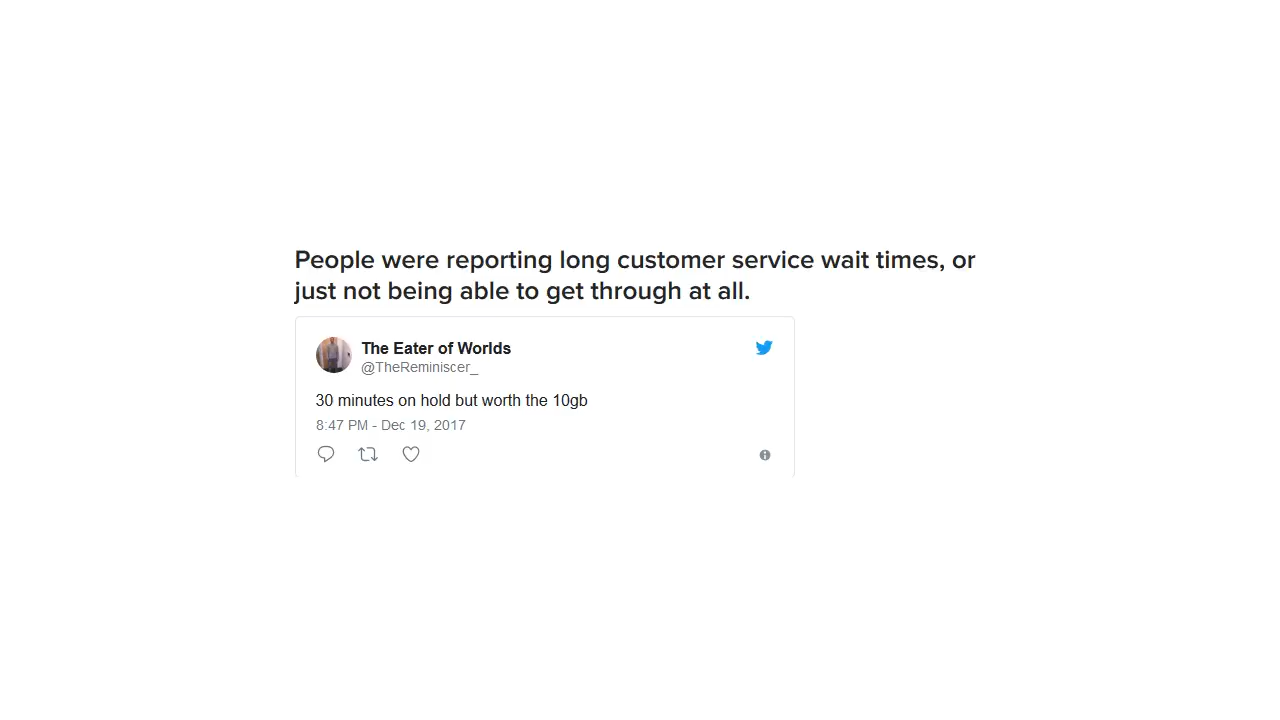 People were reporting long customer service wait times, or
just not being able to get through at all.
The Eater of Worlds
@TheReminiscer_
30 minutes on hold but worth the 10gb
8:47 PM - Dec 19, 2017